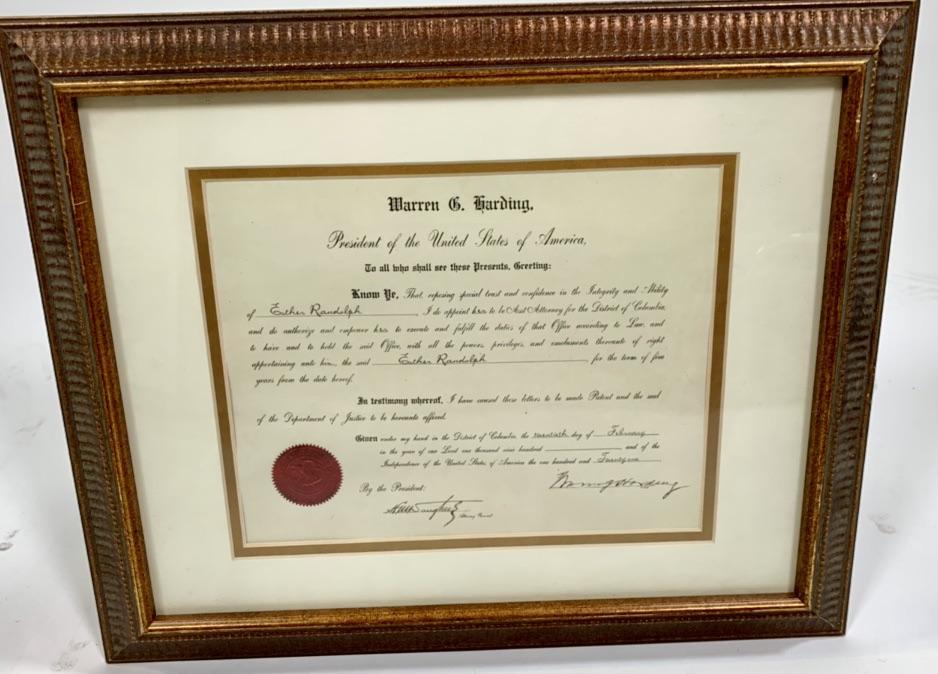 Warren G. Harding,
President of the United States of America,
To all who shall see these Presents, Greeting:
Know Ye, That, reposing special trust and confidence in the Integrity and Ability
of Esther Randolph, I do appoint her to be Asst Attorney for the District of Columbia,
and do authorize and empower her to execute and fulfill the duties of that Office according to Law, and
to have and to hold the said Office, with all the powers, privileges, and emoluments thereunto of right
appertaining unto him, the said Esther Randolph for the term of five
years from the date hereof.
In testimony whereof, I have caused these letters to be made Patent and the seal
of the Department of Justice to be hereunto affixed.
Given under my hand in the District of Columbia, the day of February
in the year of our Lord one thousand nine hundred and of the
Independence of the United States, of America the one hundred and
By the President:
Warren G Harding
Attorney General